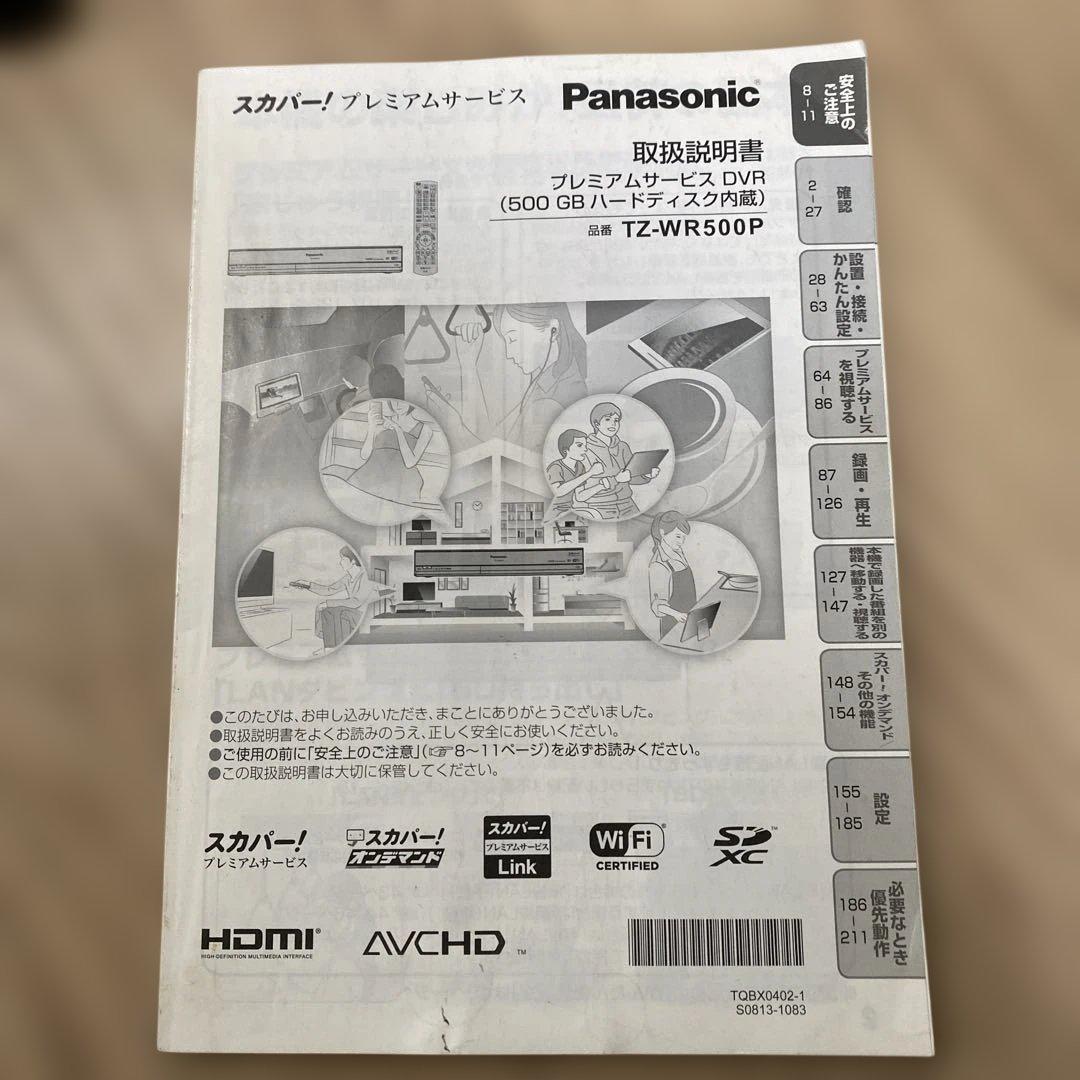 スカパー! プレミアムサービス
Panasonic
取扱説明書
プレミアムサービス DVR
(500 GB ハードディスク内蔵)
品番 TZ-WR500P
Panasonic
Panasonic
●このたびは、お申し込みいただき、まことにありがとうございました。
●取扱説明書をよくお読みのうえ、正しく安全にお使いください。
●ご使用の前に「安全上のご注意」(☞8～11ページ)を必ずお読みください。
●この取扱説明書は大切に保管してください。
スカパー!
プレミアムサービス
スカパー!
オンデマンド
スカパー!
プレミアムサービス
Link
Wi Fi®
CERTIFIED
SD™
XC
HDMI®
HIGH-DEFINITION MULTIMEDIA INTERFACE
AVCHD™
TQBX0402-1
S0813-1083
安全上の
ご注意
8-11
確認
2-27
設置・接続・
かんたん設定
28-63
プレミアムサービス
を視聴する
64-86
録画・再生
87-126
本機で録画した番組を別の
機器へ移動する・視聴する
127-147
スカパー!オンデマンド/
その他の機能
148-154
設定
155-185
必要なとき
優先動作
186-211